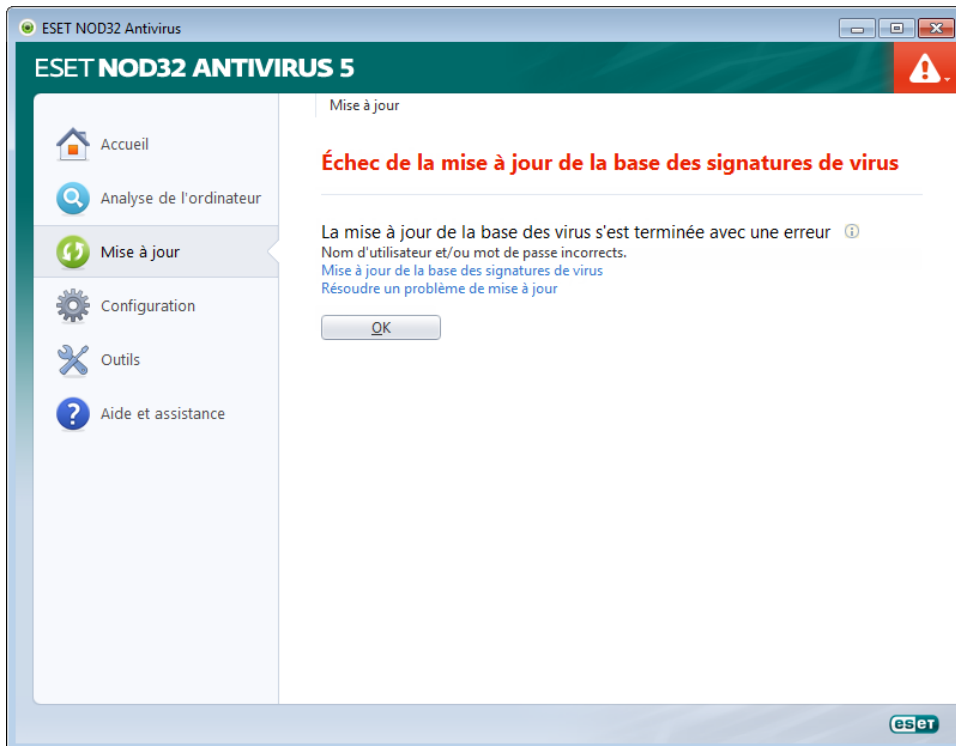 ESET NOD32 Antivirus
ESET NOD32 ANTIVIRUS 5
Accueil
Analyse de l'ordinateur
Mise à jour
Configuration
Outils
Aide et assistance
Mise à jour
Échec de la mise à jour de la base des signatures de virus
La mise à jour de la base des virus s'est terminée avec une erreur
Nom d'utilisateur et/ou mot de passe incorrects.
Mise à jour de la base des signatures de virus
Résoudre un problème de mise à jour
OK
eset